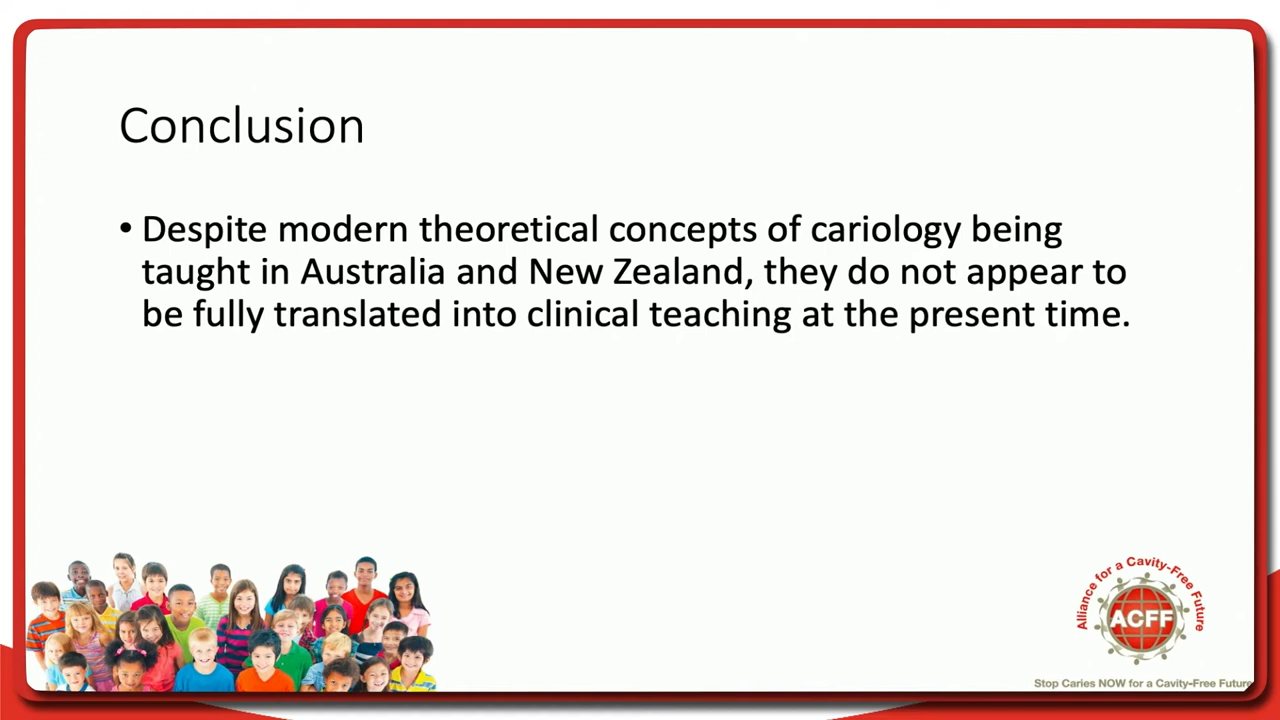 Conclusion
• Despite modern theoretical concepts of cariology being
taught in Australia and New Zealand, they do not appear to
be fully translated into clinical teaching at the present time.
Alliance for a Cavity-Free Future
ACFF
Stop Caries NOW for a Cavity-Free Future